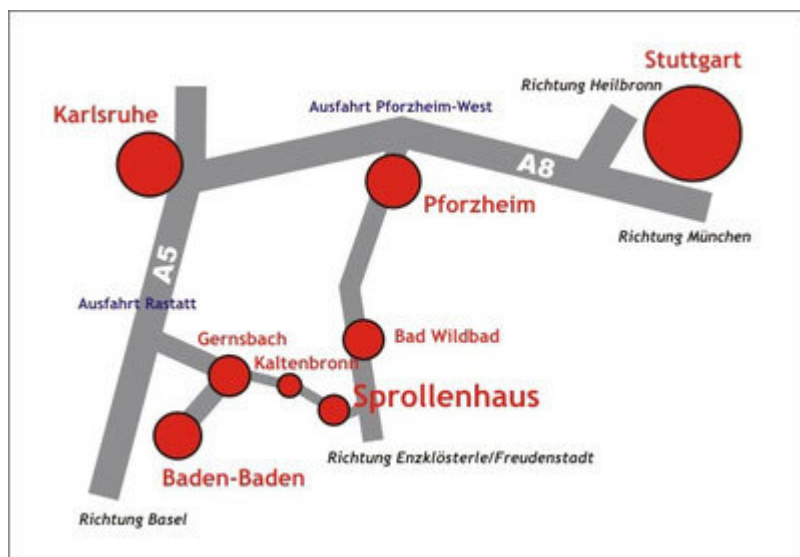 Stuttgart
Richtung Heilbronn
Ausfahrt Pforzheim-West
Karlsruhe
A8
Pforzheim
Richtung München
A5
Ausfahrt Rastatt
Gernsbach
Bad Wildbad
Kaltenbronn
Sprollenhaus
Richtung Enzklösterle/Freudenstadt
Baden-Baden
Richtung Basel